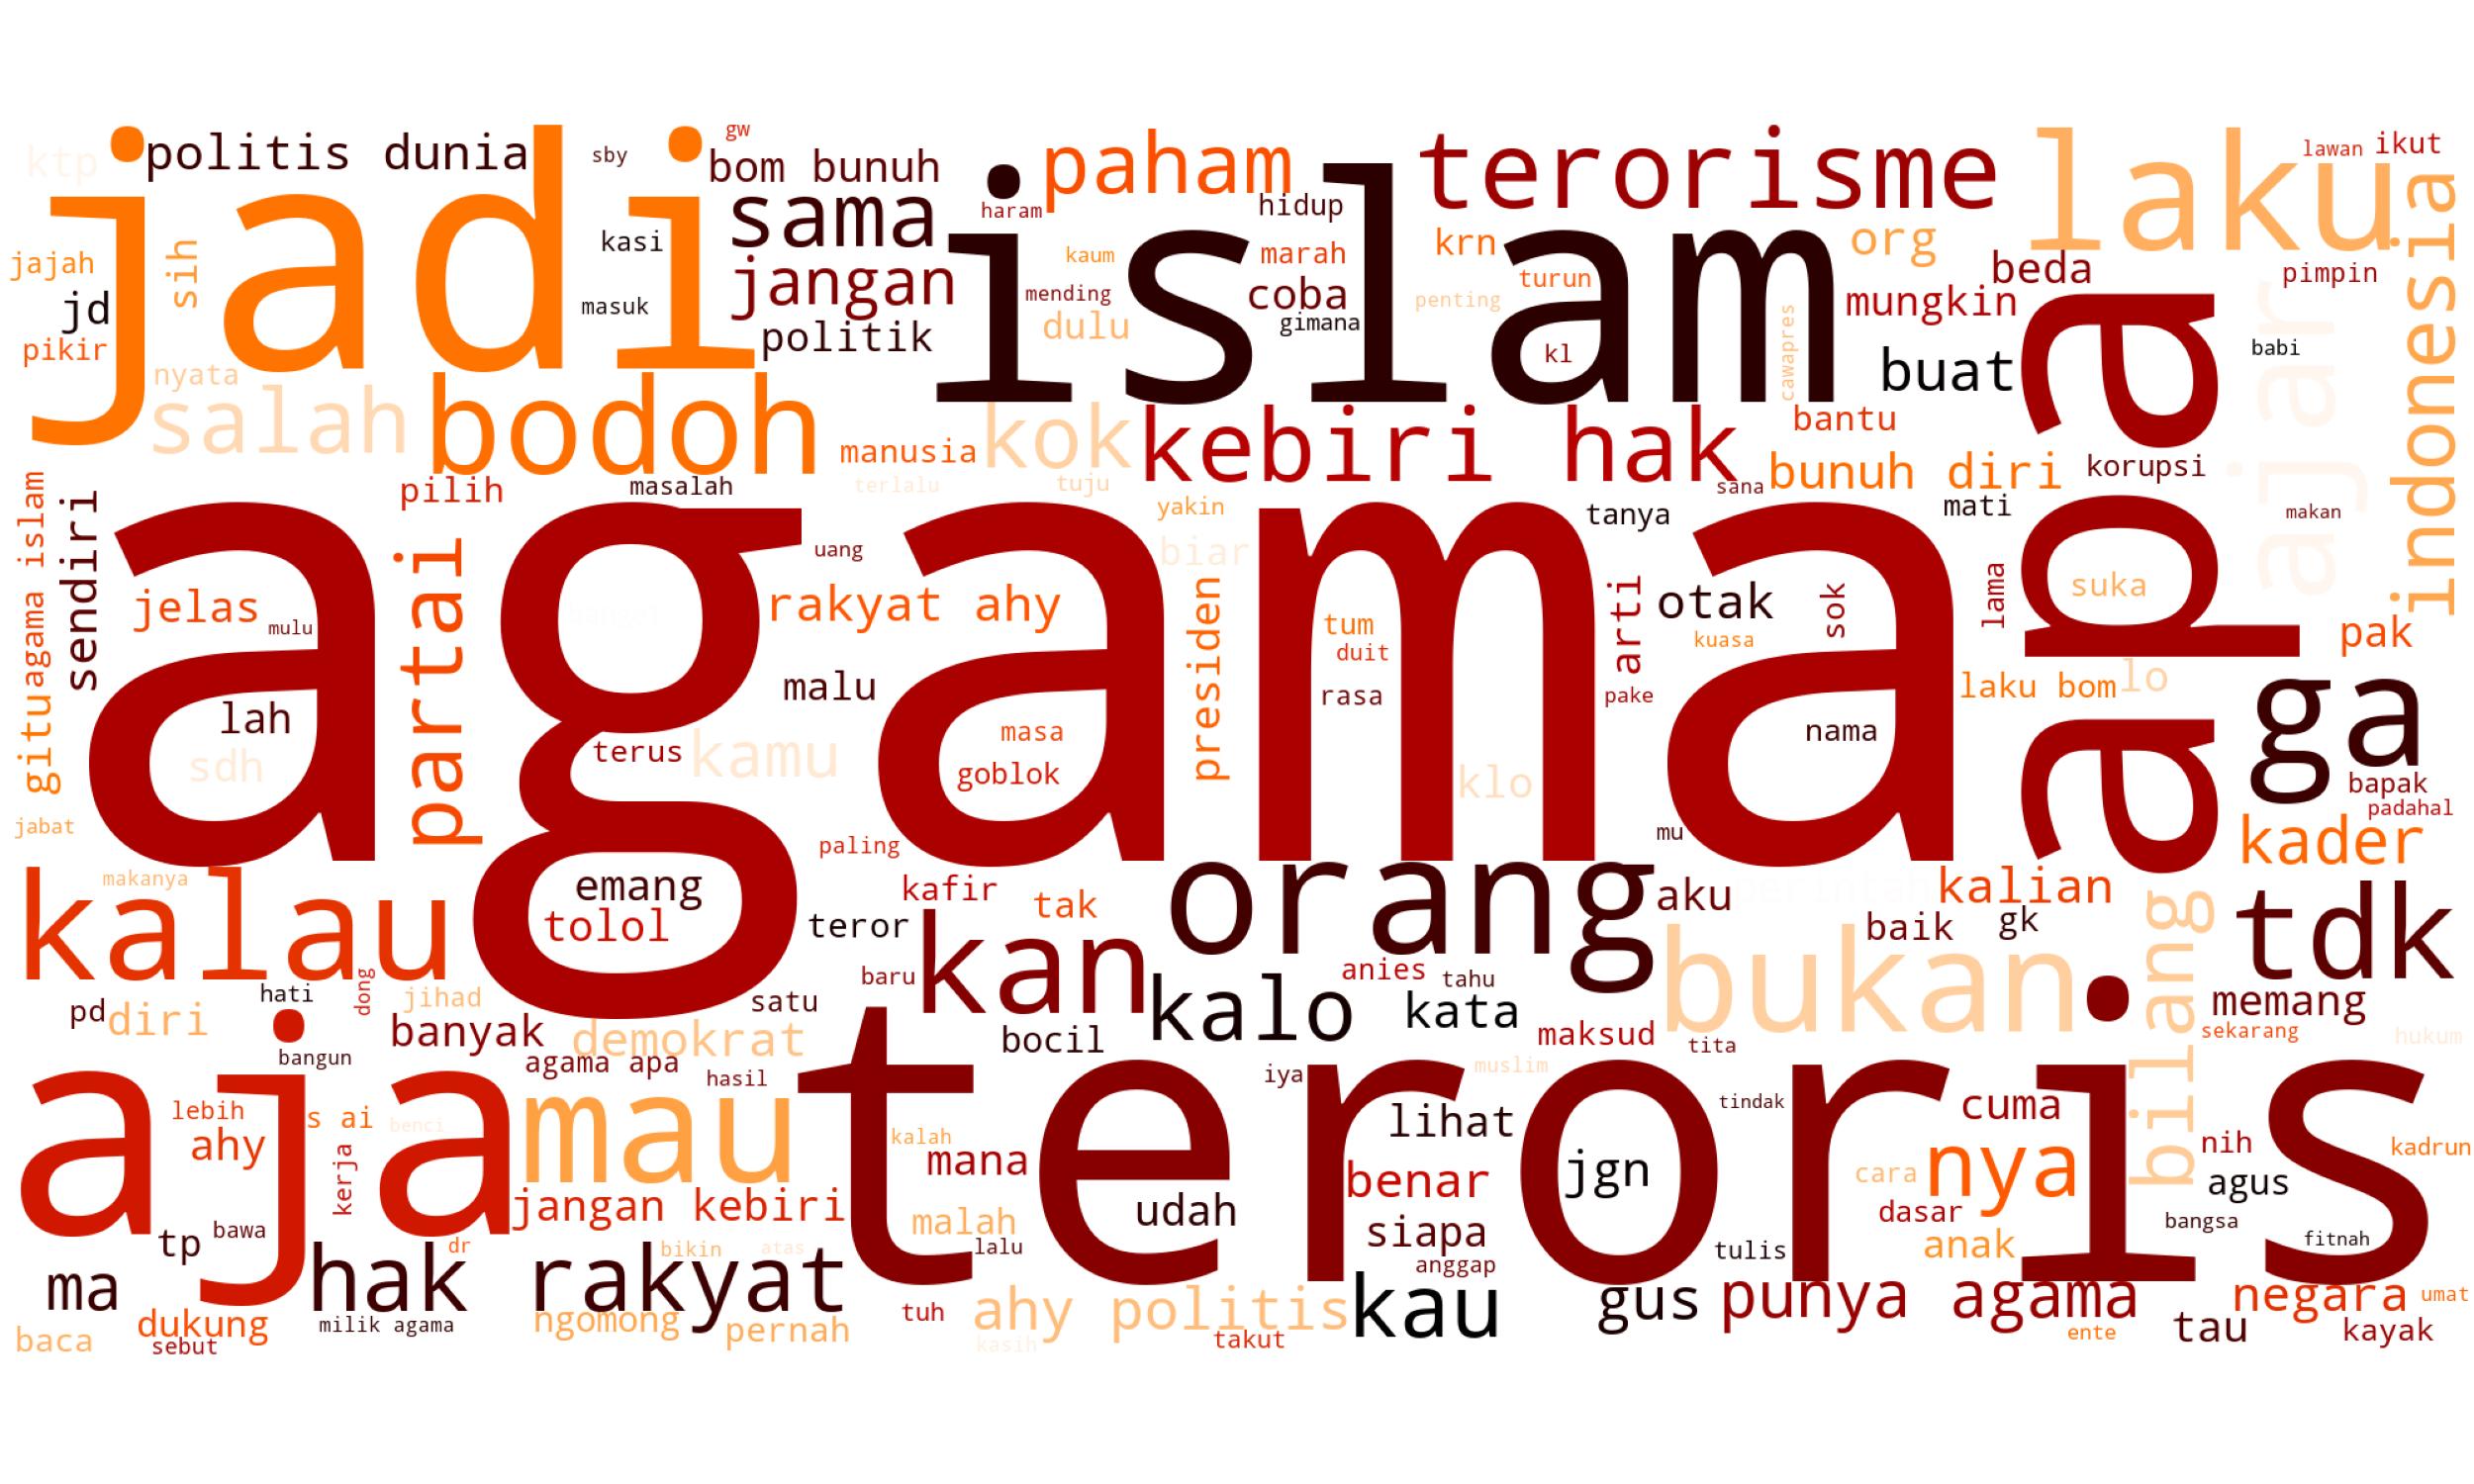 ktp
politis dunia
sby
gw
bom bunuh
paham
terorisme
laku
lawan
ikut
jadi
islam
sama
haram
hidup
jajah
sih
kasi
jangan
kaum
marah
krn
org
beda
pimpin
indonesia
jd
masuk
mending
coba
turun
mungkin
pikir
politik
dulu
gimana
penting
cawapres
kl
buat
apa
ajar
babi
nyata
salah
bodoh
manusia
kok
kebiri hak
bantu
bunuh diri
korupsi
pilih
masalah
terlalu
tuju
sana
agama islam
sendiri
yakin
tanya
mati
makan
agama
partai
uang
biar
jelas
mulu
rakyat ahy
presiden
tum
duit
arti
otak
kuasa
sok
lama
suka
pak
malu
rasa
pake
laku bom
lo
gitu
lah
sdh
terus
kamu
masa
goblok
klo
nama
ga
bapak
padahal
jabat
paling
mu
kader
kalau
makanya
emang
tolol
kafir
tak
orang
aku
kalian
teror
kan
baik
gk
bilang
tdk
baru
anies
tahu
bukan
dong
hati
jihad
satu
pd
diri
banyak
demokrat
bocil
kalo
kata
maksud
memang
sekarang
hukum
bangun
agama apa
hasil
iya
muslim
tita
aja
teroris
lebih
s ai
benci
mau
ahy
kerja
kalah
mana
lihat
tindak
cuma
nih
kadrun
jangan kebiri
benar
jgn
cara
nya
agus
tp
bawa
malah
udah
siapa
dasar
bangsa
ma
hak rakyat
dr
bikin
atas
lalu
anggap
tulis
anak
fitnah
dukung
milik agama
ngomong
pernah
tuh
ahy politis
kau
gus
punya agama
negara
umat
baca
sebut
kasih
takut
ente
tau
kayak